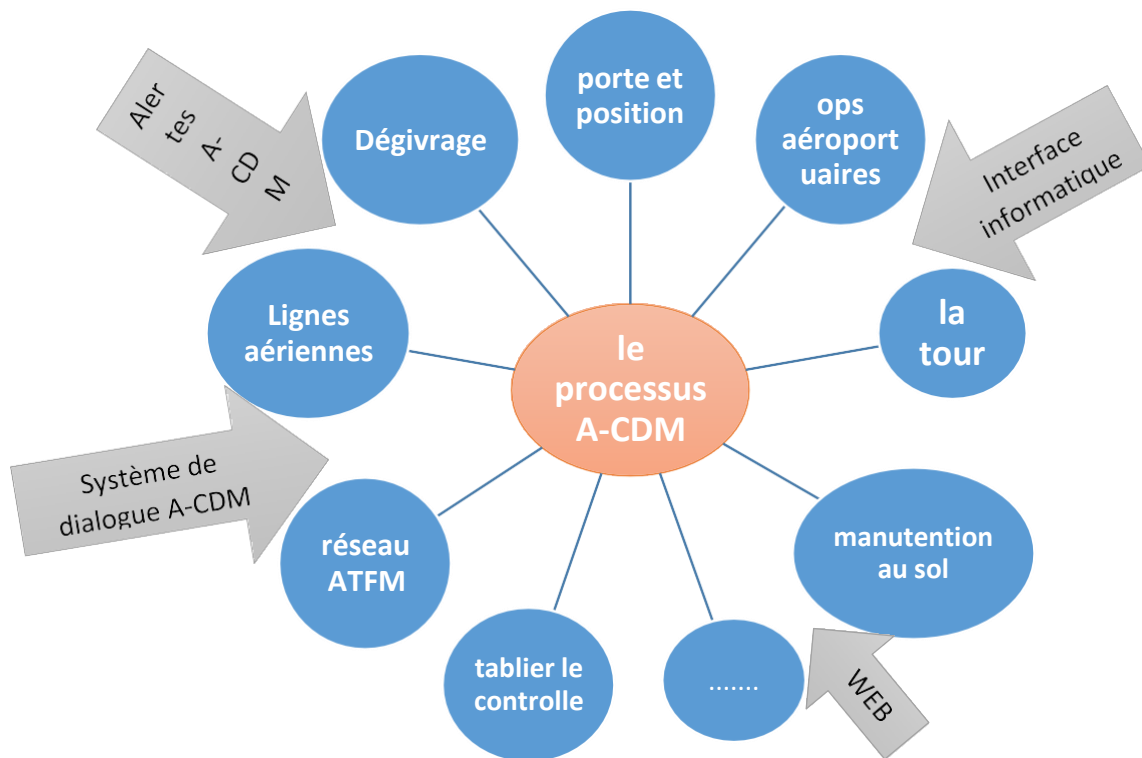 Aler
tes
A-
CD
M
Dégivrage
porte et
position
ops
aéroport
uaires
Interface
informatique
Lignes
aériennes
le
processus
A-CDM
la
tour
Système de
dialogue A-CDM
réseau
ATFM
manutention
au sol
tablier le
controlle
.......
WEB